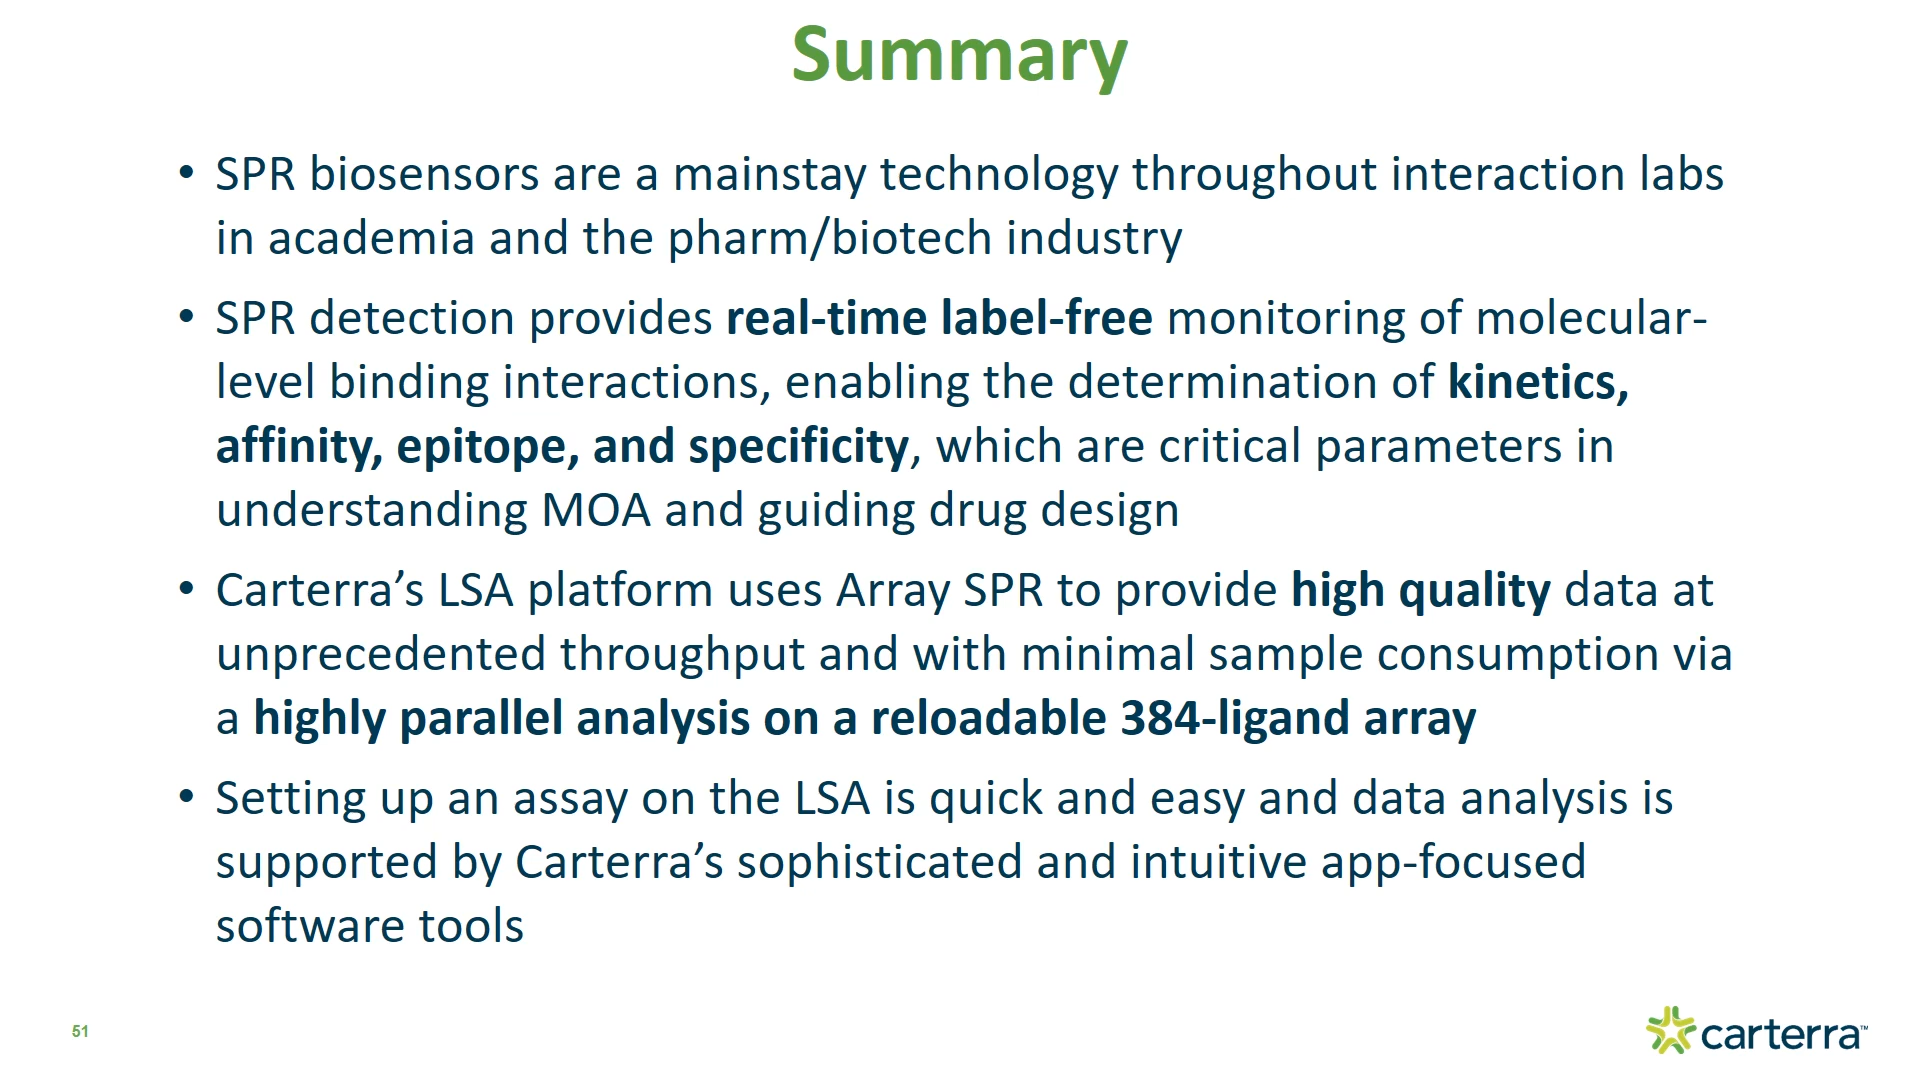 Summary
• SPR biosensors are a mainstay technology throughout interaction labs
in academia and the pharm/biotech industry
• SPR detection provides real-time label-free monitoring of molecular-
level binding interactions, enabling the determination of kinetics,
affinity, epitope, and specificity, which are critical parameters in
understanding MOA and guiding drug design
• Carterra’s LSA platform uses Array SPR to provide high quality data at
unprecedented throughput and with minimal sample consumption via
a highly parallel analysis on a reloadable 384-ligand array
• Setting up an assay on the LSA is quick and easy and data analysis is
supported by Carterra’s sophisticated and intuitive app-focused
software tools
51
carterra™